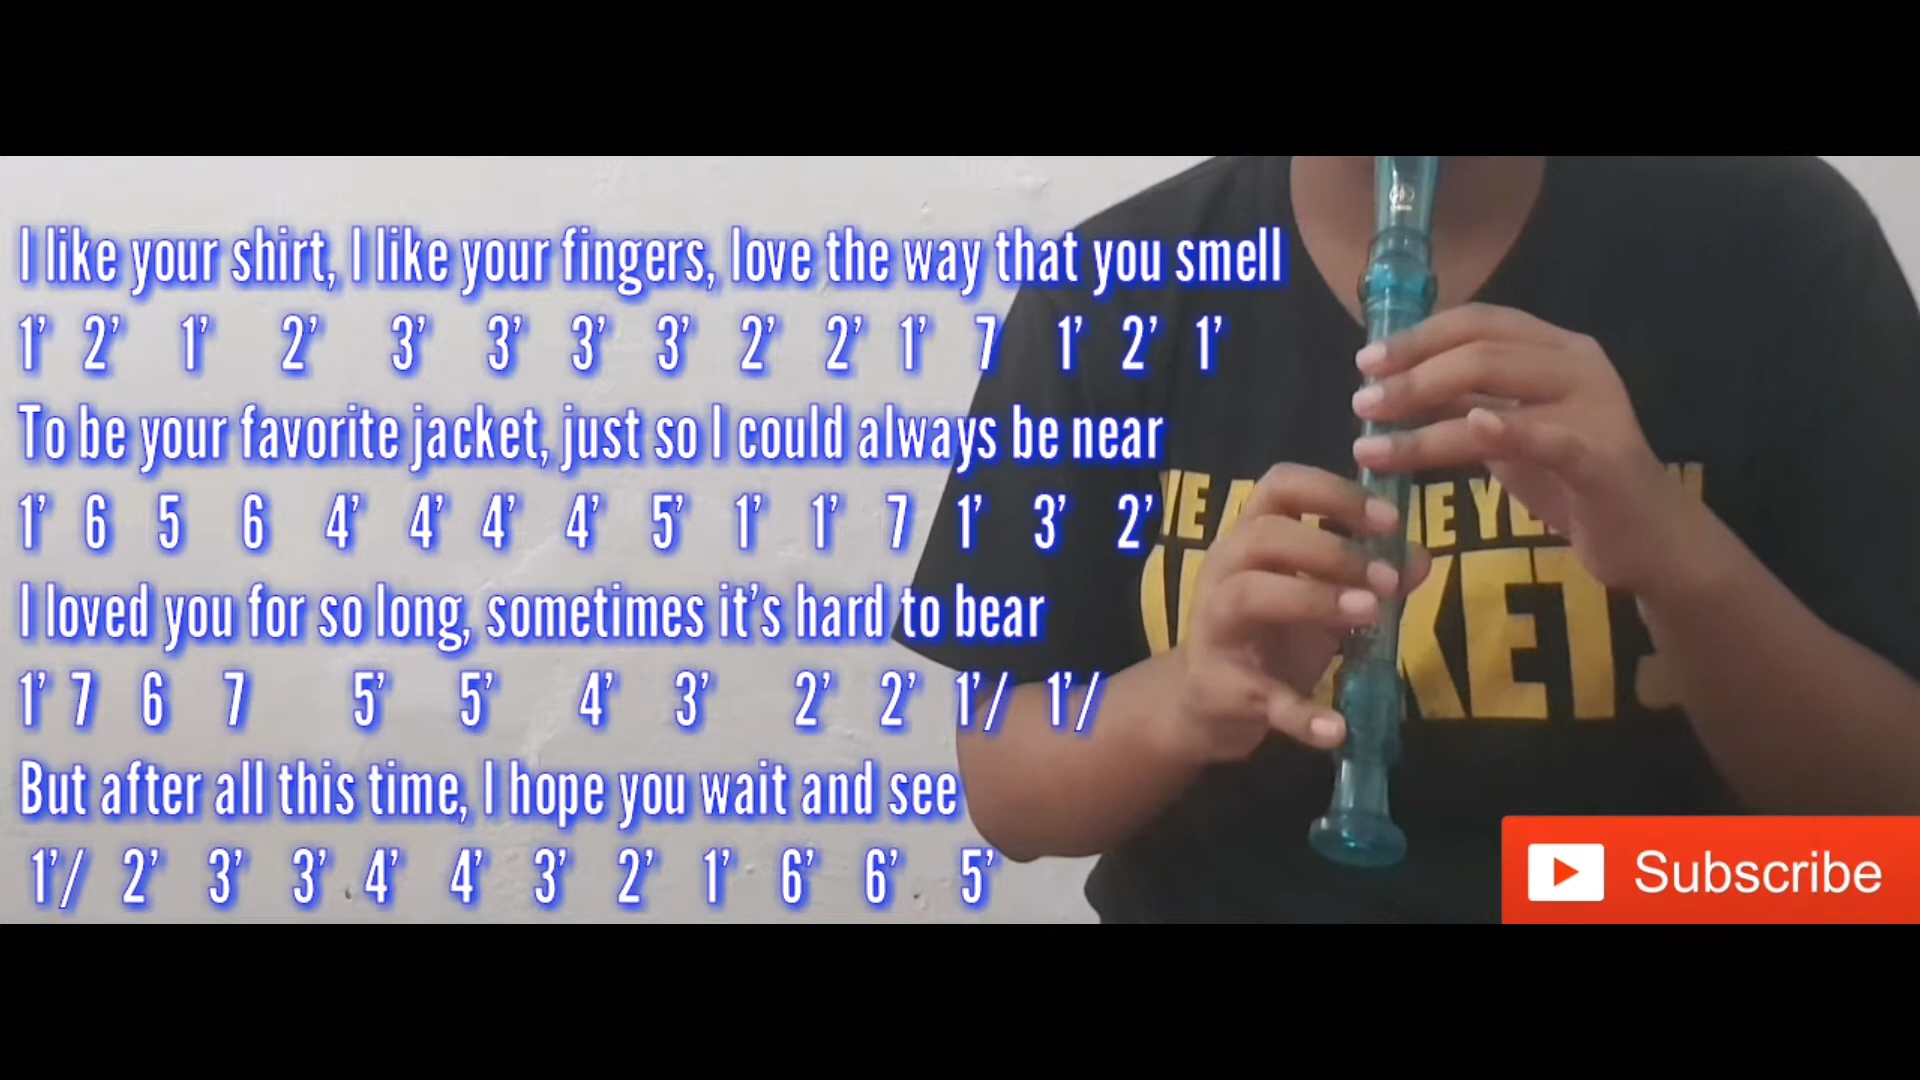 I like your shirt, I like your fingers, love the way that you smell
1' 2' 1' 2' 3' 3' 3' 3' 2' 2' 1' 7 1' 2' 1'
To be your favorite jacket, just so I could always be near
1' 6 5 6 4' 4' 4' 4' 5' 1' 1' 7 1' 3' 2'
I loved you for so long, sometimes it's hard to bear
1' 7 6 7 5' 5' 4' 3' 2' 2' 1'/ 1'/
But after all this time, I hope you wait and see
1'/ 2' 3' 3' 4' 4' 3' 2' 1' 6' 6' 5'
Subscribe